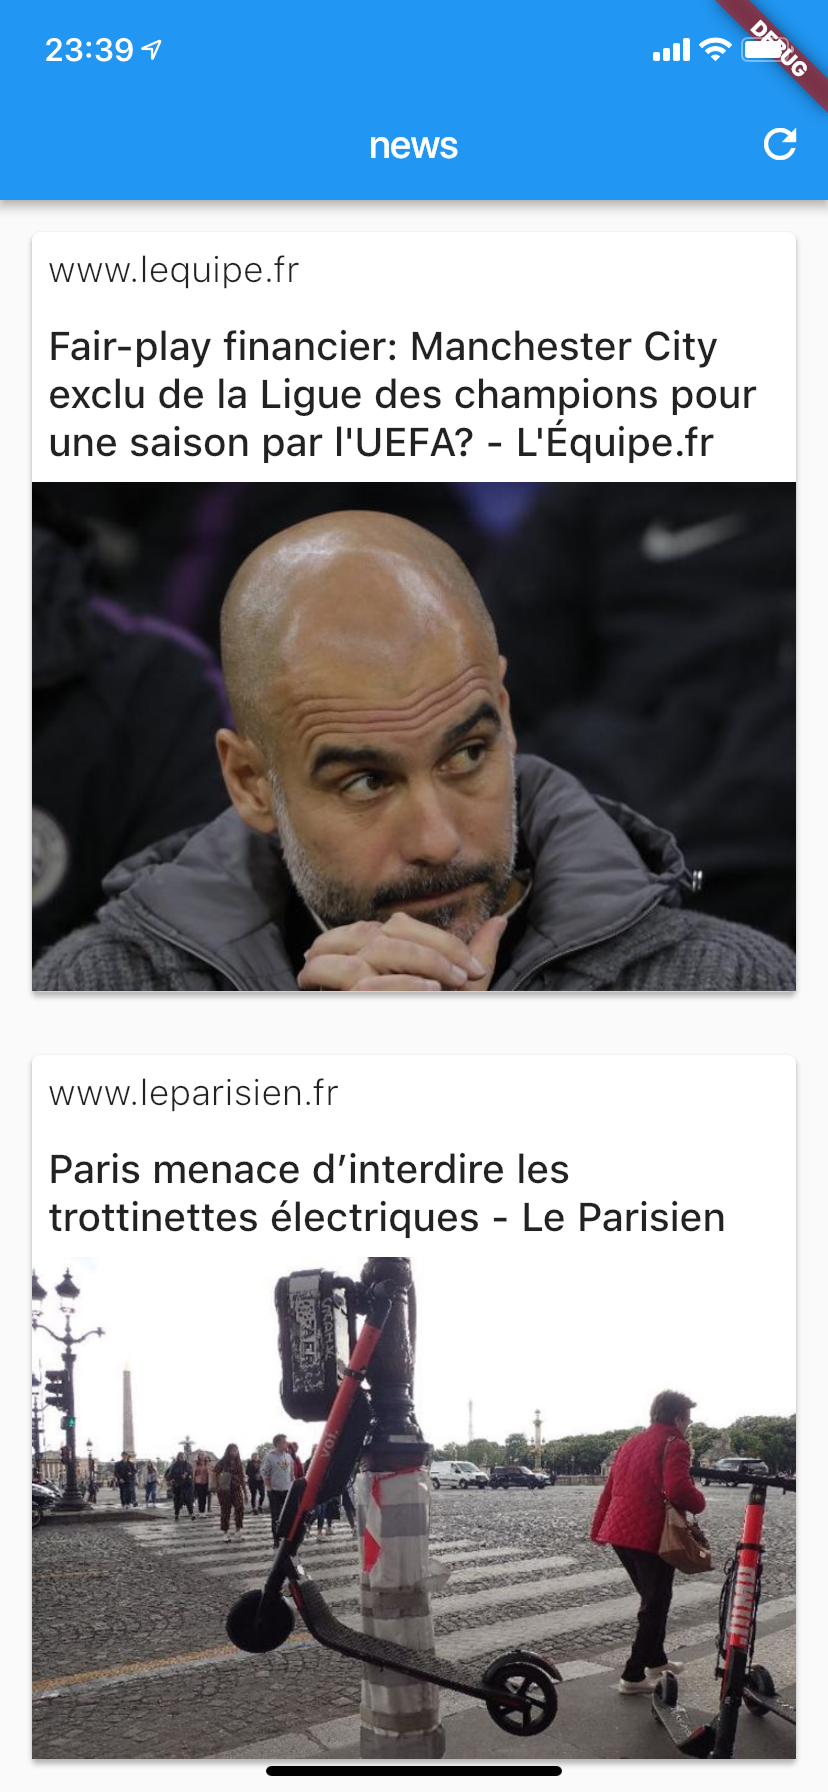 23:39
DEBUG
news
www.lequipe.fr
Fair-play financier: Manchester City
exclu de la Ligue des champions pour
une saison par l'UEFA? - L'Équipe.fr
www.leparisien.fr
Paris menace d’interdire les
trottinettes électriques - Le Parisien
VOI.